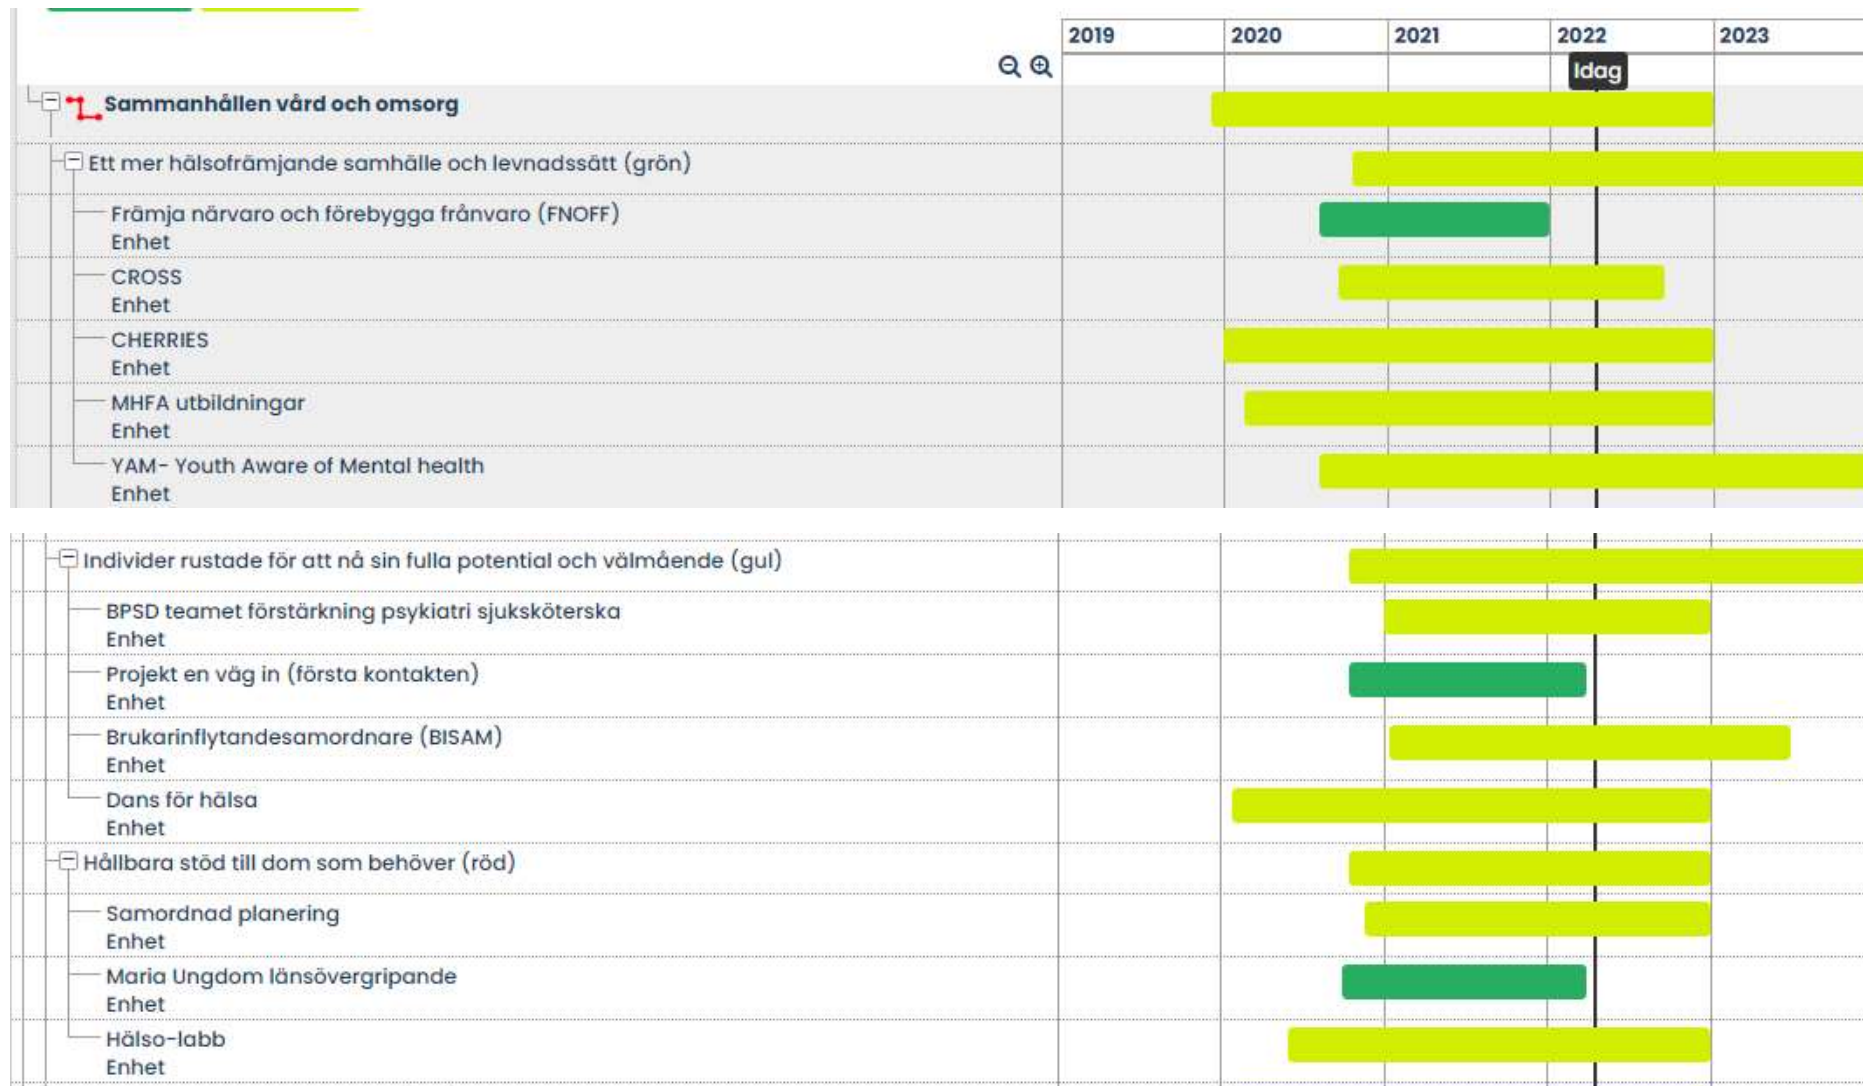 2019 2020 2021 2022 2023
Idag
Sammanhållen vård och omsorg
Ett mer hälsofrämjande samhälle och levnadssätt (grön)
Främja närvaro och förebygga frånvaro (FNOFF)
Enhet
CROSS
Enhet
CHERRIES
Enhet
MHFA utbildningar
Enhet
YAM- Youth Aware of Mental health
Enhet
Individer rustade för att nå sin fulla potential och välmående (gul)
BPSD teamet förstärkning psykiatri sjuksköterska
Enhet
Projekt en väg in (första kontakten)
Enhet
Brukarinflytandesamordnare (BISAM)
Enhet
Dans för hälsa
Enhet
Hållbara stöd till dom som behöver (röd)
Samordnad planering
Enhet
Maria Ungdom länsövergripande
Enhet
Hälso-labb
Enhet